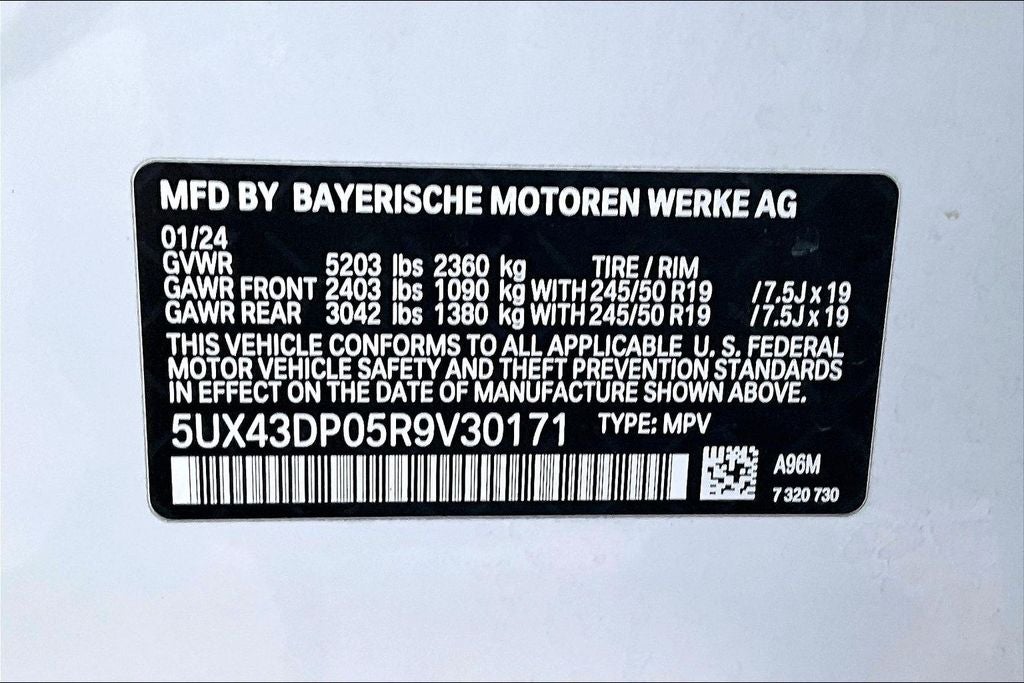 MFD BY BAYERISCHE MOTOREN WERKE AG
01/24
GVWR 5203 lbs 2360 kg TIRE / RIM
GAWR FRONT 2403 lbs 1090 kg WITH 245/50 R19 /7.5J x 19
GAWR REAR 3042 lbs 1380 kg WITH 245/50 R19 /7.5J x 19
THIS VEHICLE CONFORMS TO ALL APPLICABLE U. S. FEDERAL
MOTOR VEHICLE SAFETY AND THEFT PREVENTION STANDARDS
IN EFFECT ON THE DATE OF MANUFACTURE SHOWN ABOVE.
5UX43DP05R9V30171 TYPE: MPV
A96M
7 320 730